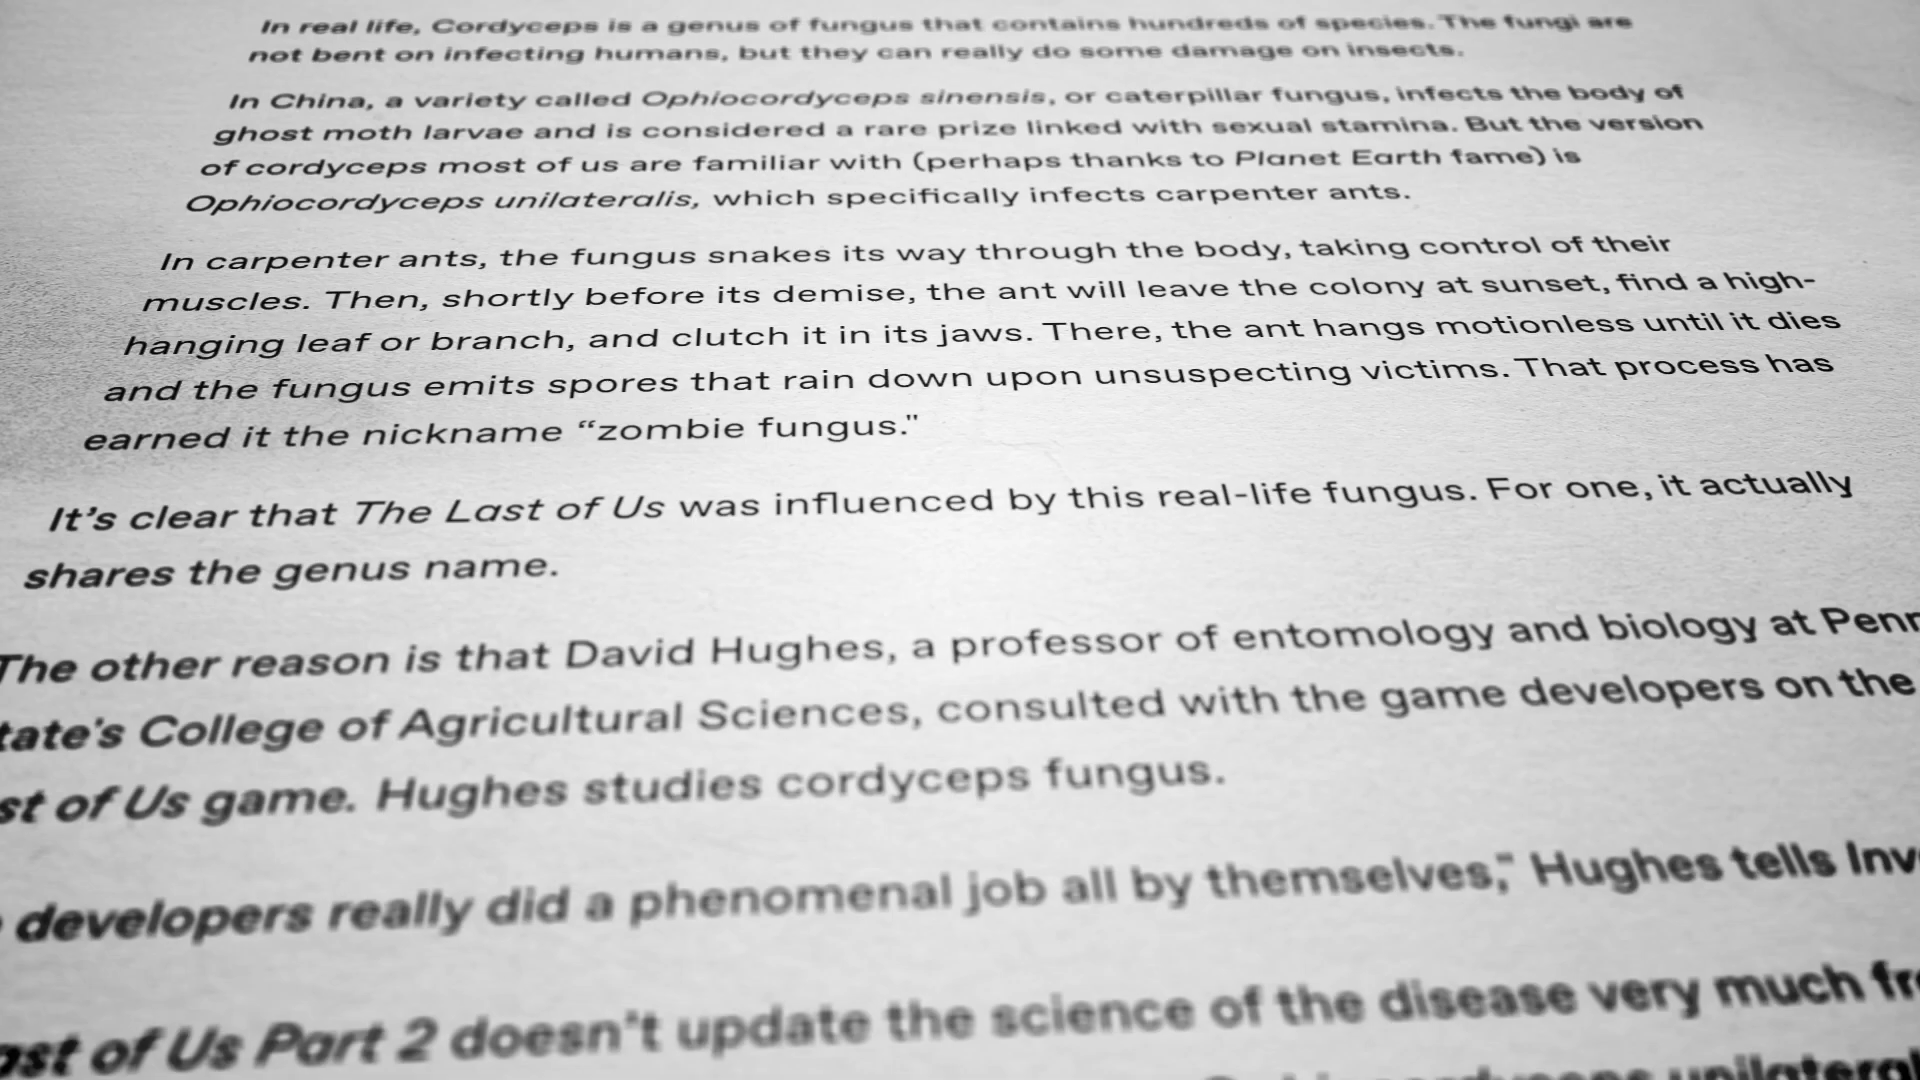 In real life, Cordyceps is a genus of fungus that contains hundreds of species. The fungi are
not bent on infecting humans, but they can really do some damage on insects.
In China, a variety called Ophiocordyceps sinensis, or caterpillar fungus, infects the body of
ghost moth larvae and is considered a rare prize linked with sexual stamina. But the version
of cordyceps most of us are familiar with (perhaps thanks to Planet Earth fame) is
Ophiocordyceps unilateralis, which specifically infects carpenter ants.
In carpenter ants, the fungus snakes its way through the body, taking control of their
muscles. Then, shortly before its demise, the ant will leave the colony at sunset, find a high-
hanging leaf or branch, and clutch it in its jaws. There, the ant hangs motionless until it dies
and the fungus emits spores that rain down upon unsuspecting victims. That process has
earned it the nickname “zombie fungus."
It’s clear that The Last of Us was influenced by this real-life fungus. For one, it actually
shares the genus name.
The other reason is that David Hughes, a professor of entomology and biology at Penn
tate's College of Agricultural Sciences, consulted with the game developers on the
st of Us game. Hughes studies cordyceps fungus.
developers really did a phenomenal job all by themselves," Hughes tells Inv
ast of Us Part 2 doesn't update the science of the disease very much fr